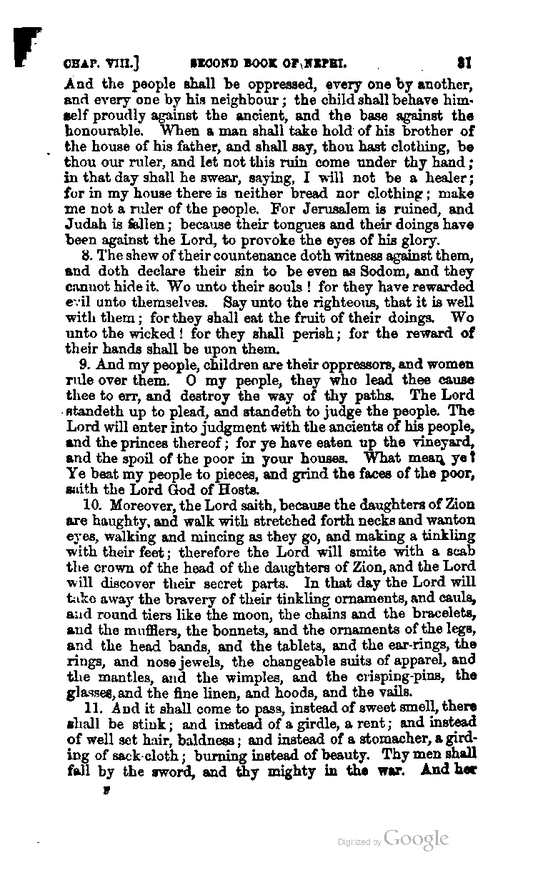 CHAP. VIII.] SECOND BOOK OF NEPHI. 81
And the people shall be oppressed, every one by another,
and every one by his neighbour; the child shall behave him-
self proudly against the ancient, and the base against the
honourable. When a man shall take hold of his brother of
the house of his father, and shall say, thou hast clothing, be
thou our ruler, and let not this ruin come under thy hand;
in that day shall he swear, saying, I will not be a healer;
for in my house there is neither bread nor clothing; make
me not a ruler of the people. For Jerusalem is ruined, and
Judah is fallen; because their tongues and their doings have
been against the Lord, to provoke the eyes of his glory.
8. The shew of their countenance doth witness against them,
and doth declare their sin to be even as Sodom, and they
cannot hide it. Wo unto their souls! for they have rewarded
evil unto themselves. Say unto the righteous, that it is well
with them; for they shall eat the fruit of their doings. Wo
unto the wicked! for they shall perish; for the reward of
their hands shall be upon them.
9. And my people, children are their oppressors, and women
rule over them. O my people, they who lead thee cause
thee to err, and destroy the way of thy paths. The Lord
standeth up to plead, and standeth to judge the people. The
Lord will enter into judgment with the ancients of his people,
and the princes thereof; for ye have eaten up the vineyard,
and the spoil of the poor in your houses. What mean ye?
Ye beat my people to pieces, and grind the faces of the poor,
saith the Lord God of Hosts.
10. Moreover, the Lord saith, because the daughters of Zion
are haughty, and walk with stretched forth necks and wanton
eyes, walking and mincing as they go, and making a tinkling
with their feet; therefore the Lord will smite with a scab
the crown of the head of the daughters of Zion, and the Lord
will discover their secret parts. In that day the Lord will
take away the bravery of their tinkling ornaments, and cauls,
and round tiers like the moon, the chains and the bracelets,
and the mufflers, the bonnets, and the ornaments of the legs,
and the head bands, and the tablets, and the ear-rings, the
rings, and nose jewels, the changeable suits of apparel, and
the mantles, and the wimples, and the crisping-pins, the
glasses, and the fine linen, and hoods, and the vails.
11. And it shall come to pass, instead of sweet smell, there
shall be stink; and instead of a girdle, a rent; and instead
of well set hair, baldness; and instead of a stomacher, a gird-
ing of sack-cloth; burning instead of beauty. Thy men shall
fall by the sword, and thy mighty in the war. And her
F
Digitized by Google